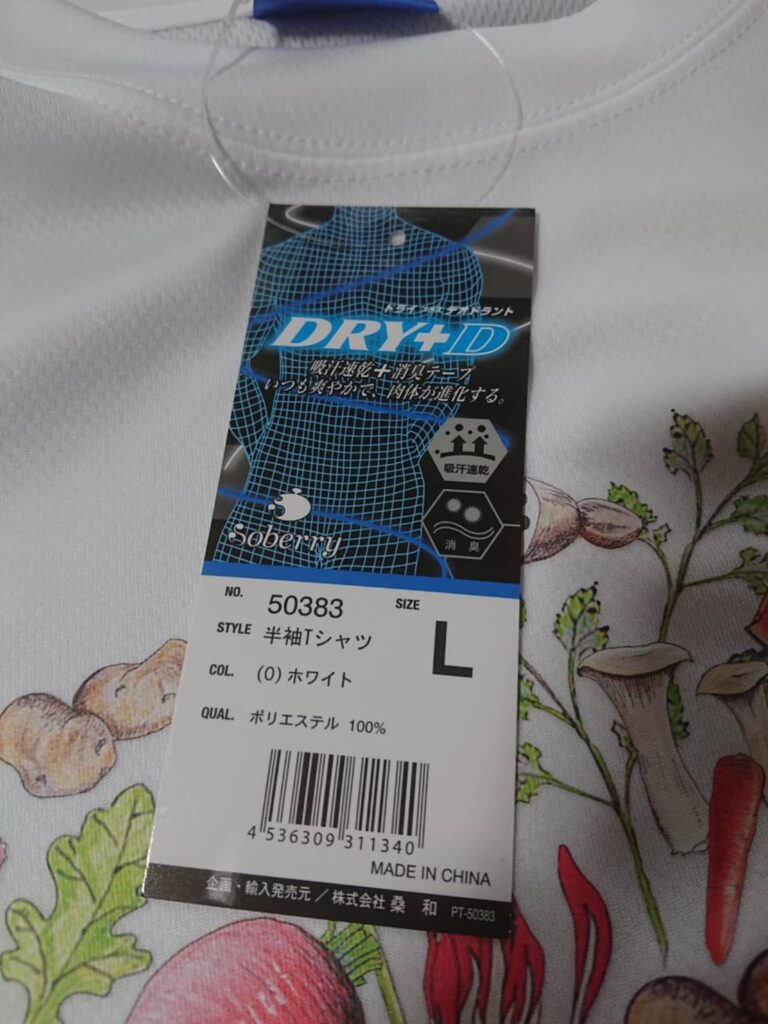 ドライ プラス デオドラント
DRY+D
吸汗速乾+消臭テープ
いつも爽やかで、肉体が進化する。
吸汗速乾
消臭
Soberry
NO. 50383
SIZE L
STYLE 半袖Tシャツ
COL. (0) ホワイト
QUAL. ポリエステル 100%
4 536309 311340
MADE IN CHINA
企画・輸入発売元 / 株式会社 桑 和 PT-50383